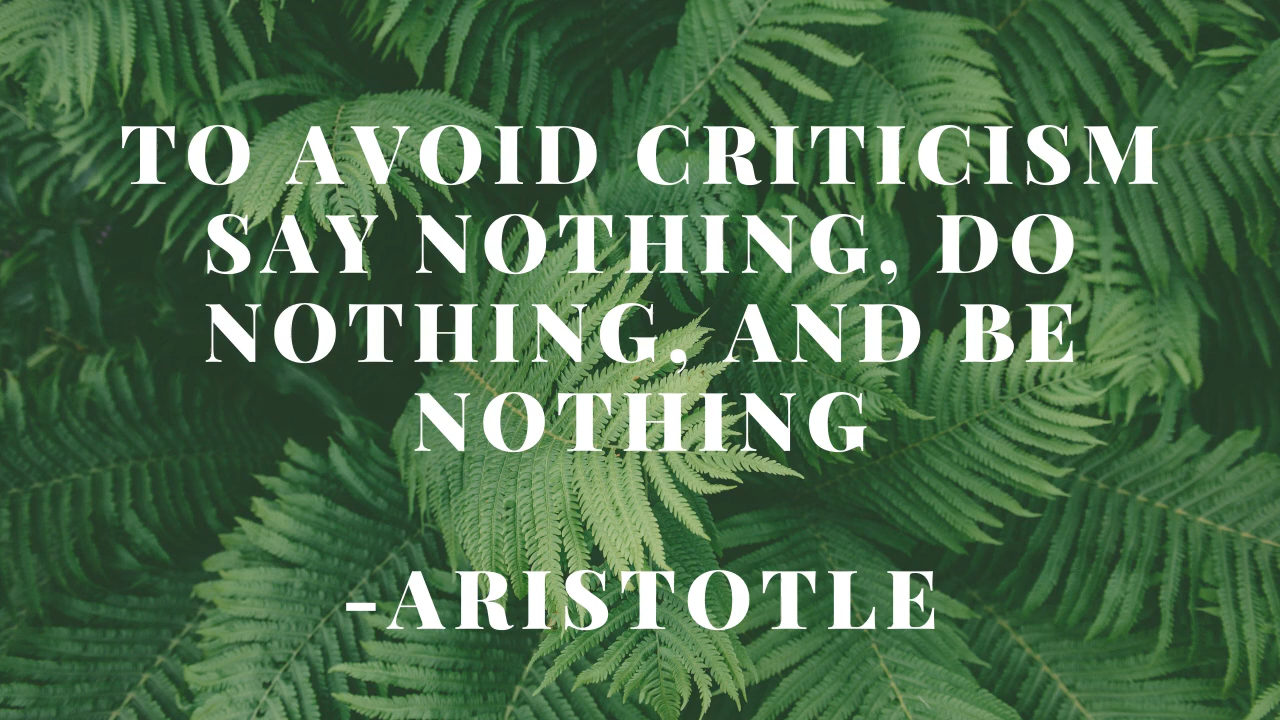 TO AVOID CRITICISM
SAY NOTHING, DO
NOTHING, AND BE
NOTHING
-ARISTOTLE